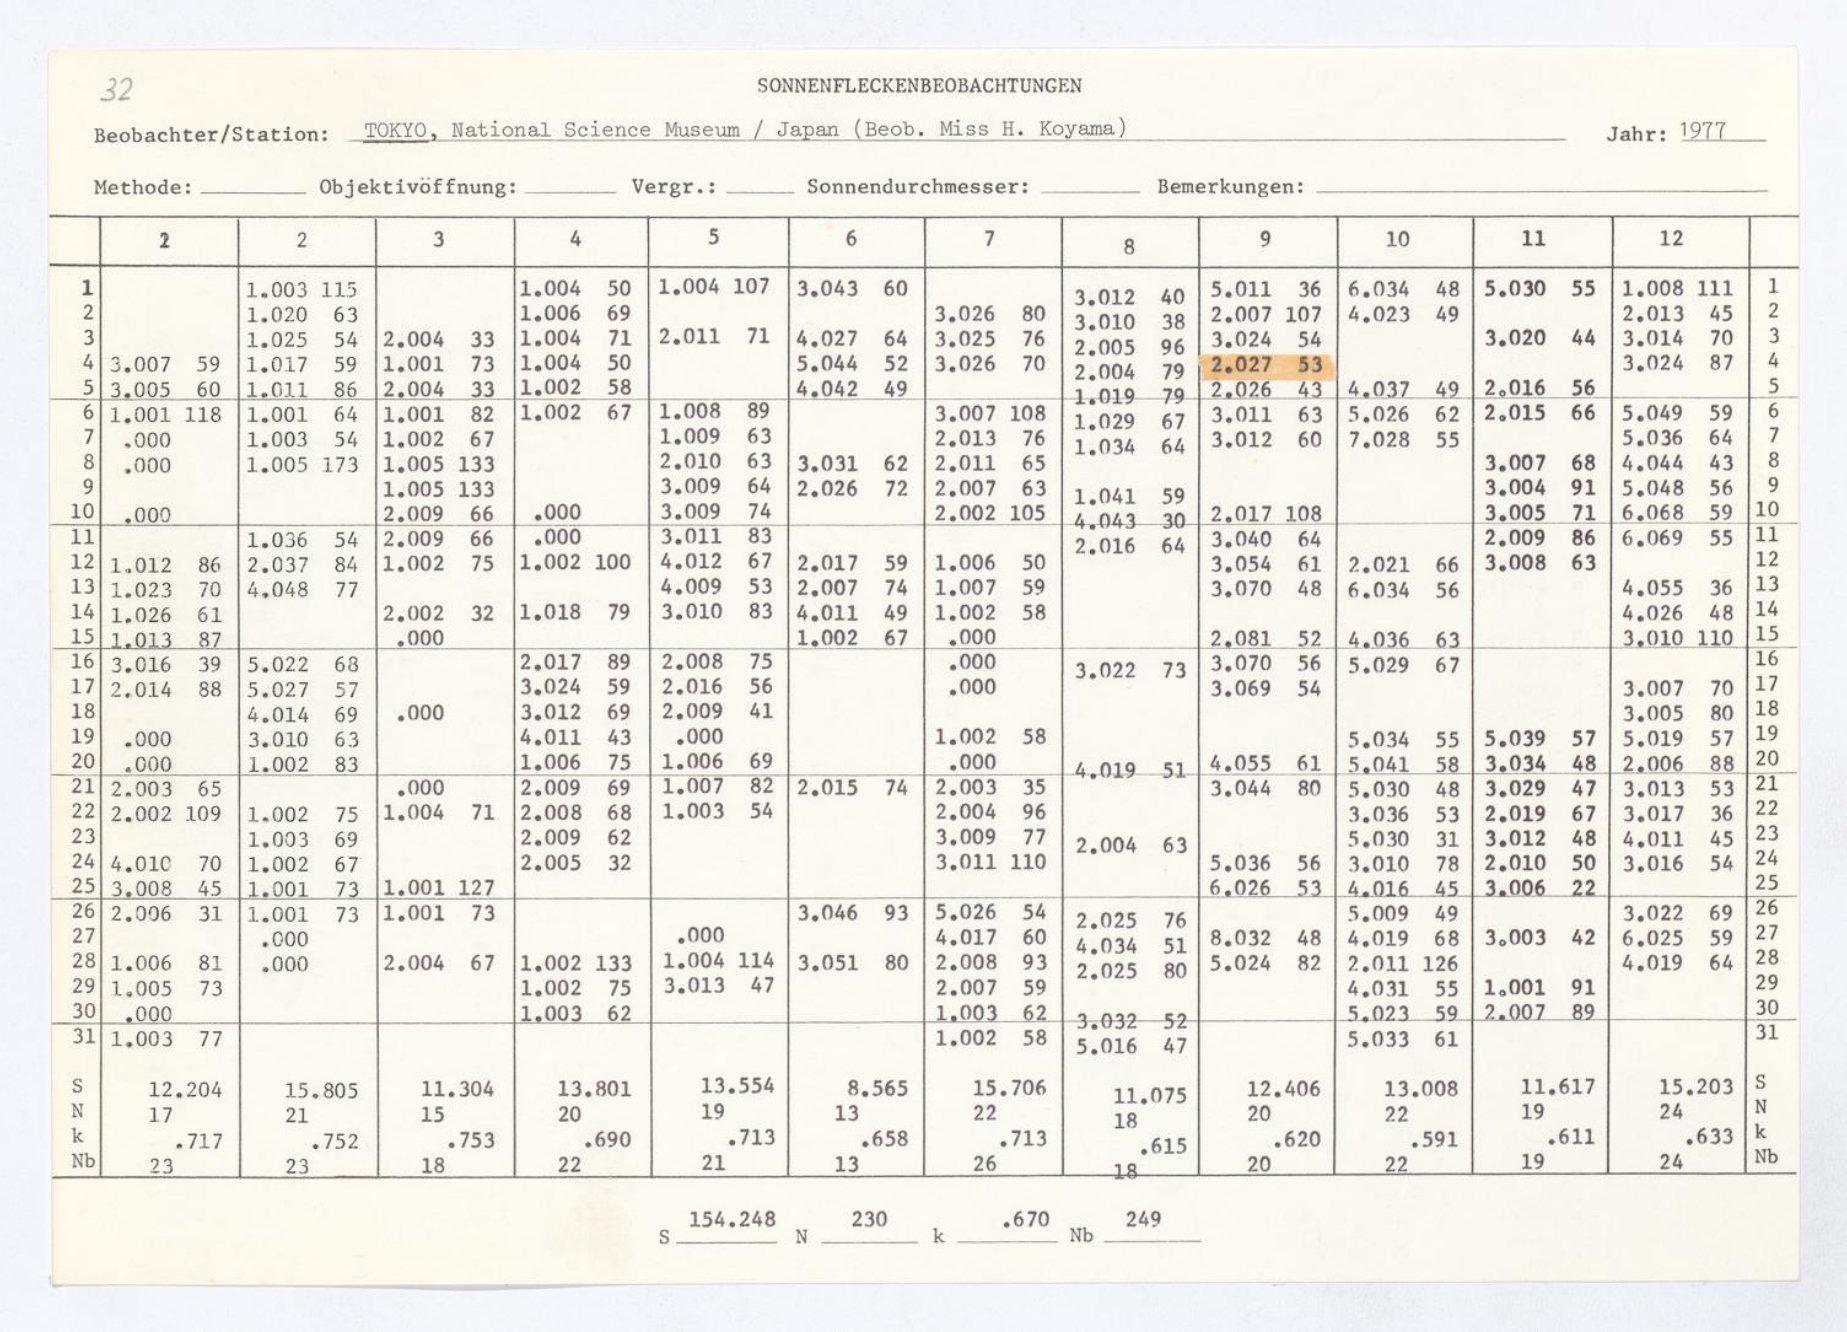 32
SONNENFLECKENBEOBACHTUNGEN
Beobachter/Station: TOKYO, National Science Museum / Japan (Beob. Miss H. Koyama) Jahr: 1977
Methode: Objektivöffnung: Vergr.: Sonnendurchmesser: Bemerkungen:
2 2 3 4 5 6 7 8 9 10 11 12
1 1.003 115 1.004 50 1.004 107 3.043 60 3.012 40 5.011 36 6.034 48 5.030 55 1.008 111 1
2 1.020 63 1.006 69 3.026 80 3.010 38 2.007 107 4.023 49 2.013 45 2
3 1.025 54 2.004 33 1.004 71 2.011 71 4.027 64 3.025 76 2.005 96 3.024 54 3.020 44 3.014 70 3
4 3.007 59 1.017 59 1.001 73 1.004 50 5.044 52 3.026 70 2.004 79 2.027 53 3.024 87 4
5 3.005 60 1.011 86 2.004 33 1.002 58 4.042 49 1.019 79 2.026 43 4.037 49 2.016 56 5
6 1.001 118 1.001 64 1.001 82 1.002 67 1.008 89 3.007 108 1.029 67 3.011 63 5.026 62 2.015 66 5.049 59 6
7 .000 1.003 54 1.002 67 1.009 63 2.013 76 1.034 64 3.012 60 7.028 55 5.036 64 7
8 .000 1.005 173 1.005 133 2.010 63 3.031 62 2.011 65 3.007 68 4.044 43 8
9 1.005 133 3.009 64 2.026 72 2.007 63 1.041 59 3.004 91 5.048 56 9
10 .000 2.009 66 .000 3.009 74 2.002 105 4.043 30 2.017 108 3.005 71 6.068 59 10
11 1.036 54 2.009 66 .000 3.011 83 2.016 64 3.040 64 2.009 86 6.069 55 11
12 1.012 86 2.037 84 1.002 75 1.002 100 4.012 67 2.017 59 1.006 50 3.054 61 2.021 66 3.008 63 12
13 1.023 70 4.048 77 4.009 53 2.007 74 1.007 59 3.070 48 6.034 56 4.055 36 13
14 1.026 61 2.002 32 1.018 79 3.010 83 4.011 49 1.002 58 4.026 48 14
15 1.013 87 .000 1.002 67 .000 2.081 52 4.036 63 3.010 110 15
16 3.016 39 5.022 68 2.017 89 2.008 75 .000 3.022 73 3.070 56 5.029 67 16
17 2.014 88 5.027 57 3.024 59 2.016 56 .000 3.069 54 3.007 70 17
18 4.014 69 .000 3.012 69 2.009 41 3.005 80 18
19 .000 3.010 63 4.011 43 .000 1.002 58 5.034 55 5.039 57 5.019 57 19
20 .000 1.002 83 1.006 75 1.006 69 .000 4.019 51 4.055 61 5.041 58 3.034 48 2.006 88 20
21 2.003 65 .000 2.009 69 1.007 82 2.015 74 2.003 35 3.044 80 5.030 48 3.029 47 3.013 53 21
22 2.002 109 1.002 75 1.004 71 2.008 68 1.003 54 2.004 96 3.036 53 2.019 67 3.017 36 22
23 1.003 69 2.009 62 3.009 77 2.004 63 5.030 31 3.012 48 4.011 45 23
24 4.010 70 1.002 67 2.005 32 3.011 110 5.036 56 3.010 78 2.010 50 3.016 54 24
25 3.008 45 1.001 73 1.001 127 6.026 53 4.016 45 3.006 22 25
26 2.006 31 1.001 73 1.001 73 3.046 93 5.026 54 2.025 76 5.009 49 3.022 69 26
27 .000 .000 4.017 60 4.034 51 8.032 48 4.019 68 3.003 42 6.025 59 27
28 1.006 81 .000 2.004 67 1.002 133 1.004 114 3.051 80 2.008 93 2.025 80 5.024 82 2.011 126 4.019 64 28
29 1.005 73 1.002 75 3.013 47 2.007 59 4.031 55 1.001 91 29
30 .000 1.003 62 1.003 62 3.032 52 5.023 59 2.007 89 30
31 1.003 77 1.002 58 5.016 47 5.033 61 31
S 12.204 15.805 11.304 13.801 13.554 8.565 15.706 11.075 12.406 13.008 11.617 15.203 S
N 17 21 15 20 19 13 22 18 20 22 19 24 N
k .717 .752 .753 .690 .713 .658 .713 .615 .620 .591 .611 .633 k
Nb 23 23 18 22 21 13 26 18 20 22 19 24 Nb
S 154.248 N 230 k .670 Nb 249